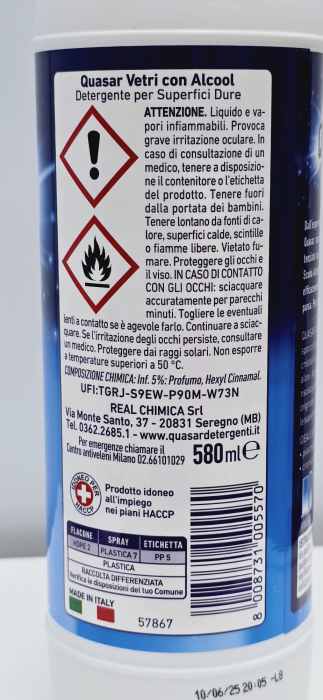 Quasar Vetri con Alcool
Detergente per Superfici Dure
ATTENZIONE. Liquido e va-
pori infiammabili. Provoca
grave irritazione oculare. In
caso di consultazione di un
medico, tenere a disposizio-
ne il contenitore o l'etichetta
del prodotto. Tenere fuori
dalla portata dei bambini.
Tenere lontano da fonti di ca-
lore, superfici calde, scintille
o fiamme libere. Vietato fu-
mare. Proteggere gli occhi e
il viso. IN CASO DI CONTATTO
CON GLI OCCHI: sciacquare
accuratamente per parecchi
minuti. Togliere le eventuali
lenti a contatto se è agevole farlo. Continuare a sciac-
quare. Se l'irritazione degli occhi persiste, consultare
un medico. Proteggere dai raggi solari. Non esporre
a temperature superiori a 50 °C.
COMPOSIZIONE CHIMICA: Inf. 5%: Profumo, Hexyl Cinnamal.
UFI:TGRJ-S9EW-P90M-W73N
REAL CHIMICA Srl
Via Monte Santo, 37 - 20831 Seregno (MB)
Tel. 0362.2685.1 - www.quasardetergenti.it
Per emergenze chiamare il
Centro antiveleni Milano 02.66101029
580ml℮
IDONEO PER
HACCP
Prodotto idoneo
all'impiego
nei piani HACCP
FLACONE SPRAY ETICHETTA
HDPE 2 PLASTICA 7 PP 5
PLASTICA
RACCOLTA DIFFERENZIATA
Verifica le disposizioni del tuo Comune
MADE IN ITALY
57867
8 008731 005570
10/06/25 20:05 -L8